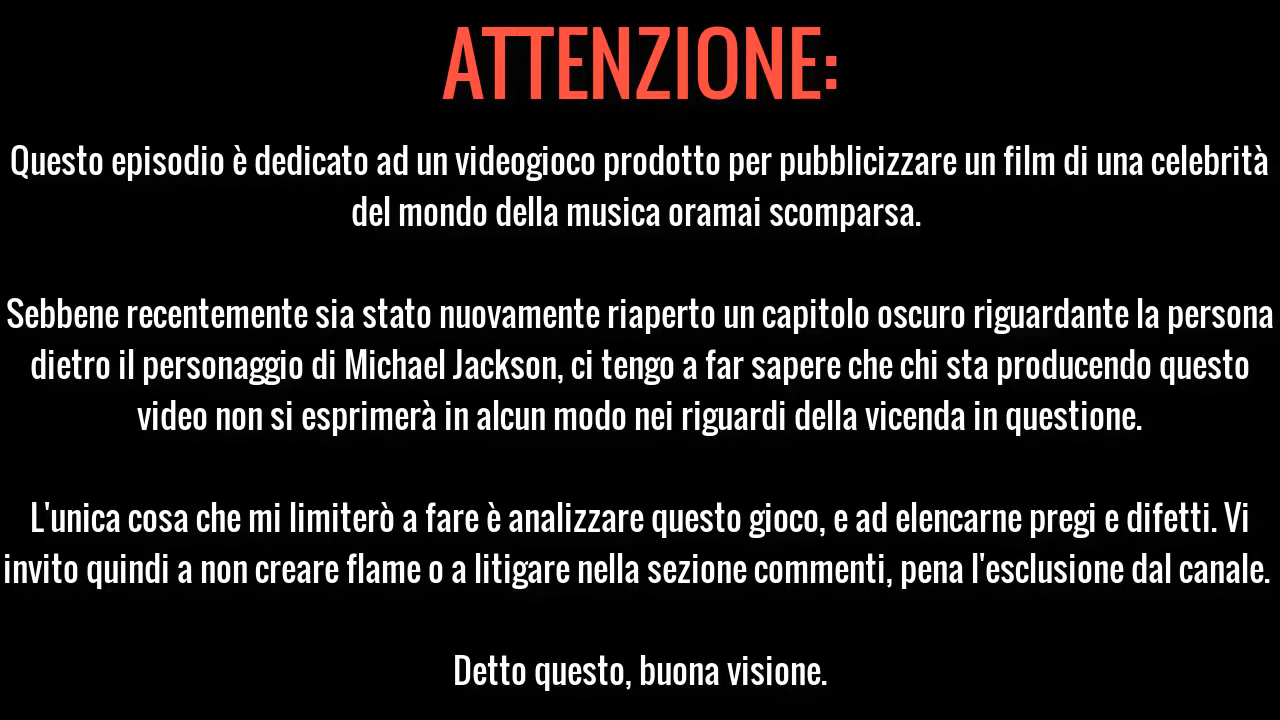 ATTENZIONE:
Questo episodio è dedicato ad un videogioco prodotto per pubblicizzare un film di una celebrità
del mondo della musica oramai scomparsa.
Sebbene recentemente sia stato nuovamente riaperto un capitolo oscuro riguardante la persona
dietro il personaggio di Michael Jackson, ci tengo a far sapere che chi sta producendo questo
video non si esprimerà in alcun modo nei riguardi della vicenda in questione.
L'unica cosa che mi limiterò a fare è analizzare questo gioco, e ad elencarne pregi e difetti. Vi
invito quindi a non creare flame o a litigare nella sezione commenti, pena l'esclusione dal canale.
Detto questo, buona visione.